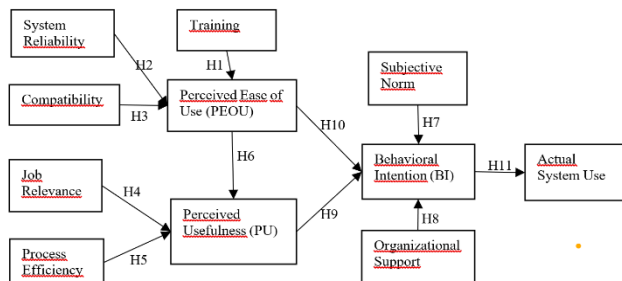 System
Reliability
Training
H2
H1
Subjective
Norm
Compatibility
H3
Perceived Ease of
Use (PEOU)
H10
H7
H6
Job
Relevance
H4
Behavioral
Intention (BI)
H11
Actual
System Use
Perceived
Usefulness (PU)
H9
H8
Process
Efficiency
H5
Organizational
Support